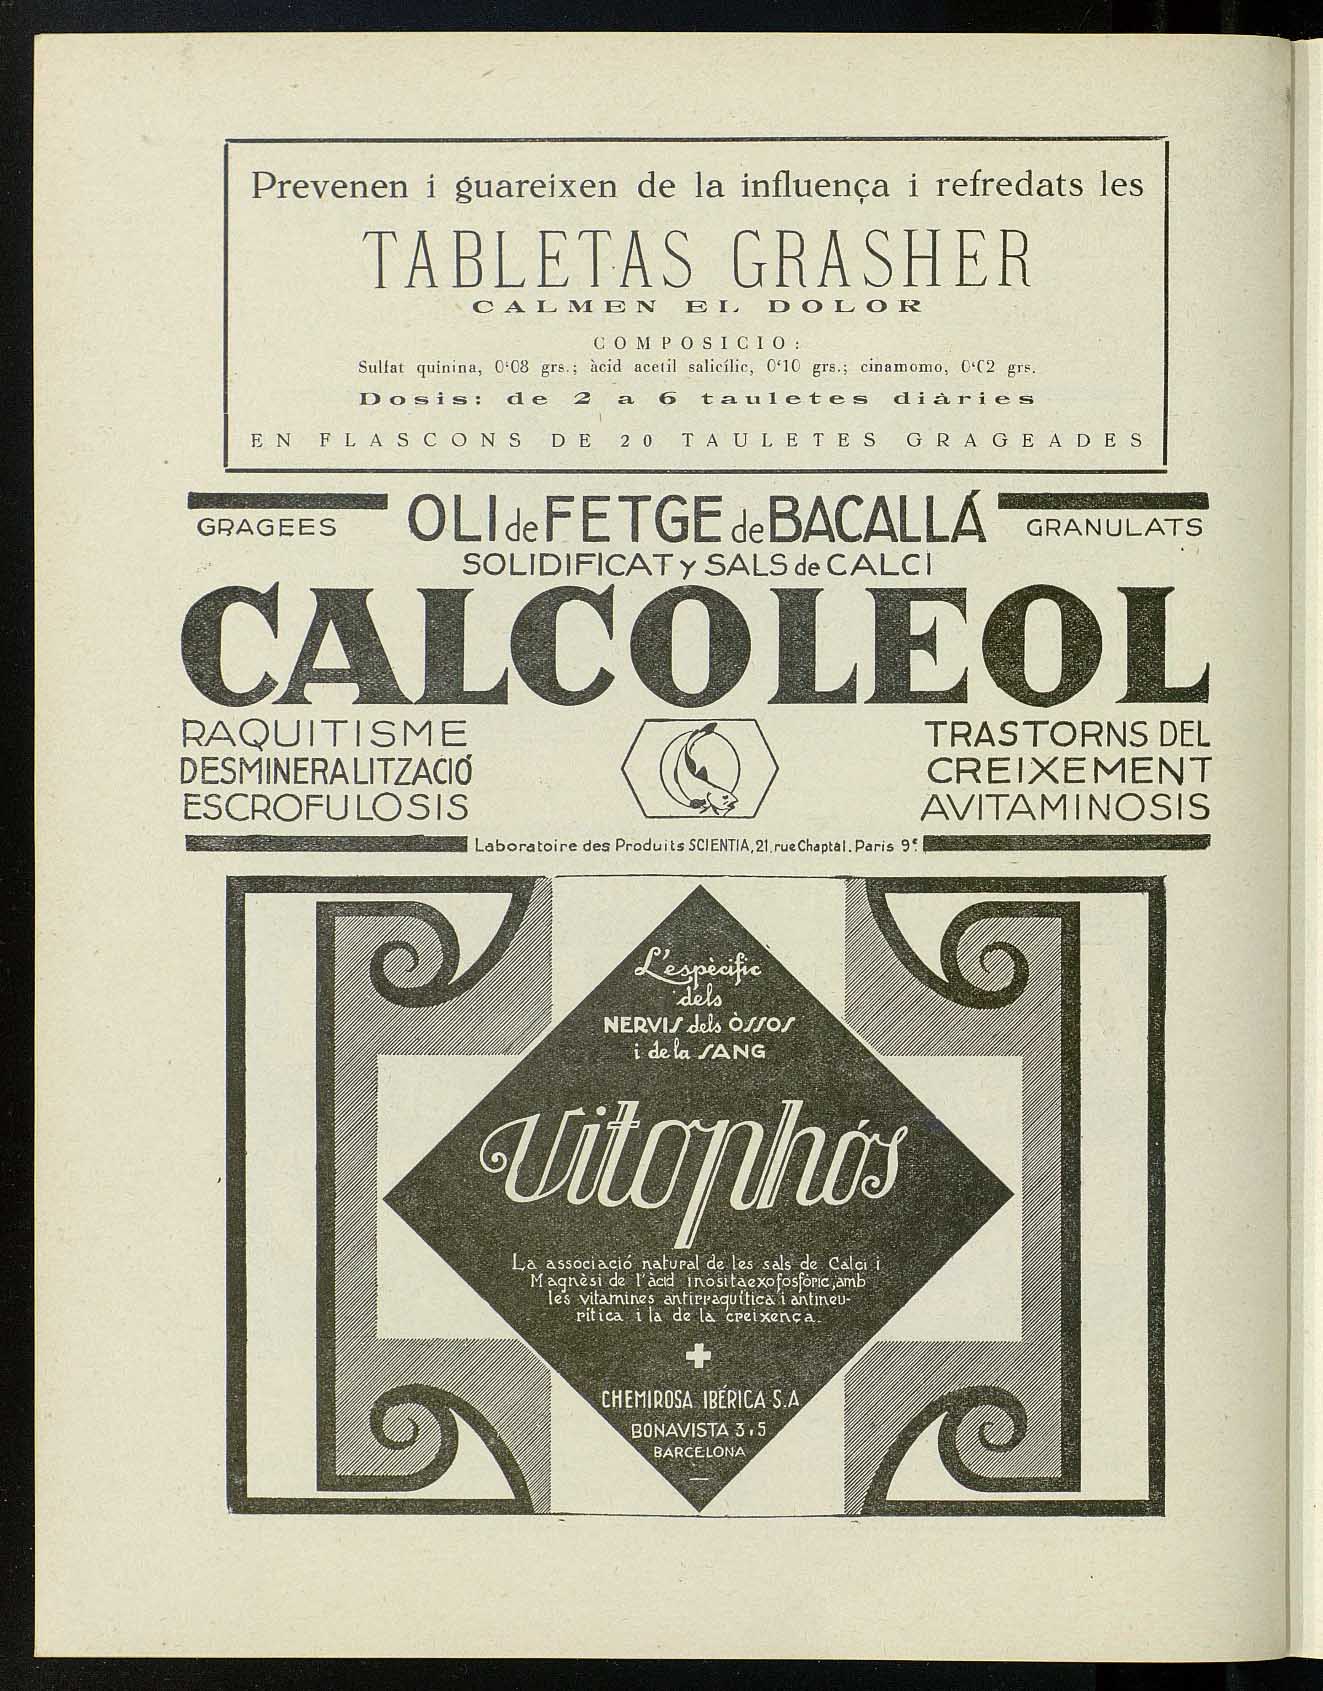 Prevenen i guareixen de la influença i refredats les
TABLETAS GRASHER
CALMEN EL DOLOR
COMPOSICIO:
Sulfat quinina, 0'08 grs.; àcid acetil salicílic, 0'10 grs.; cinamomo, 0'02 grs.
Dosis: de 2 a 6 tauletes diàries
EN FLASCONS DE 20 TAULETES GRAGEADES
GRAGEES
OLI de FETGE de BACALLÁ
GRANULATS
SOLIDIFICAT y SALS de CALCI
CALCOLEOL
RAQUITISME
DESMINERALITZACIÓ
ESCROFULOSIS
TRASTORNS DEL
CREIXEMENT
AVITAMINOSIS
Laboratoire des Produits SCIENTIA, 21, rue Chaptal. Paris 9e.
L'espècific
dels
NERVIS dels ÒSSOS
i de la SANG
Vitophós
La associació natural de les sals de Calci i
Magnèsi de l'àcid inositaexofosfòric, amb
les vitamines antirraquítica i antineu-
rítica i la de la creixença.
CHEMIROSA IBÉRICA S.A.
BONAVISTA 3 i 5
BARCELONA